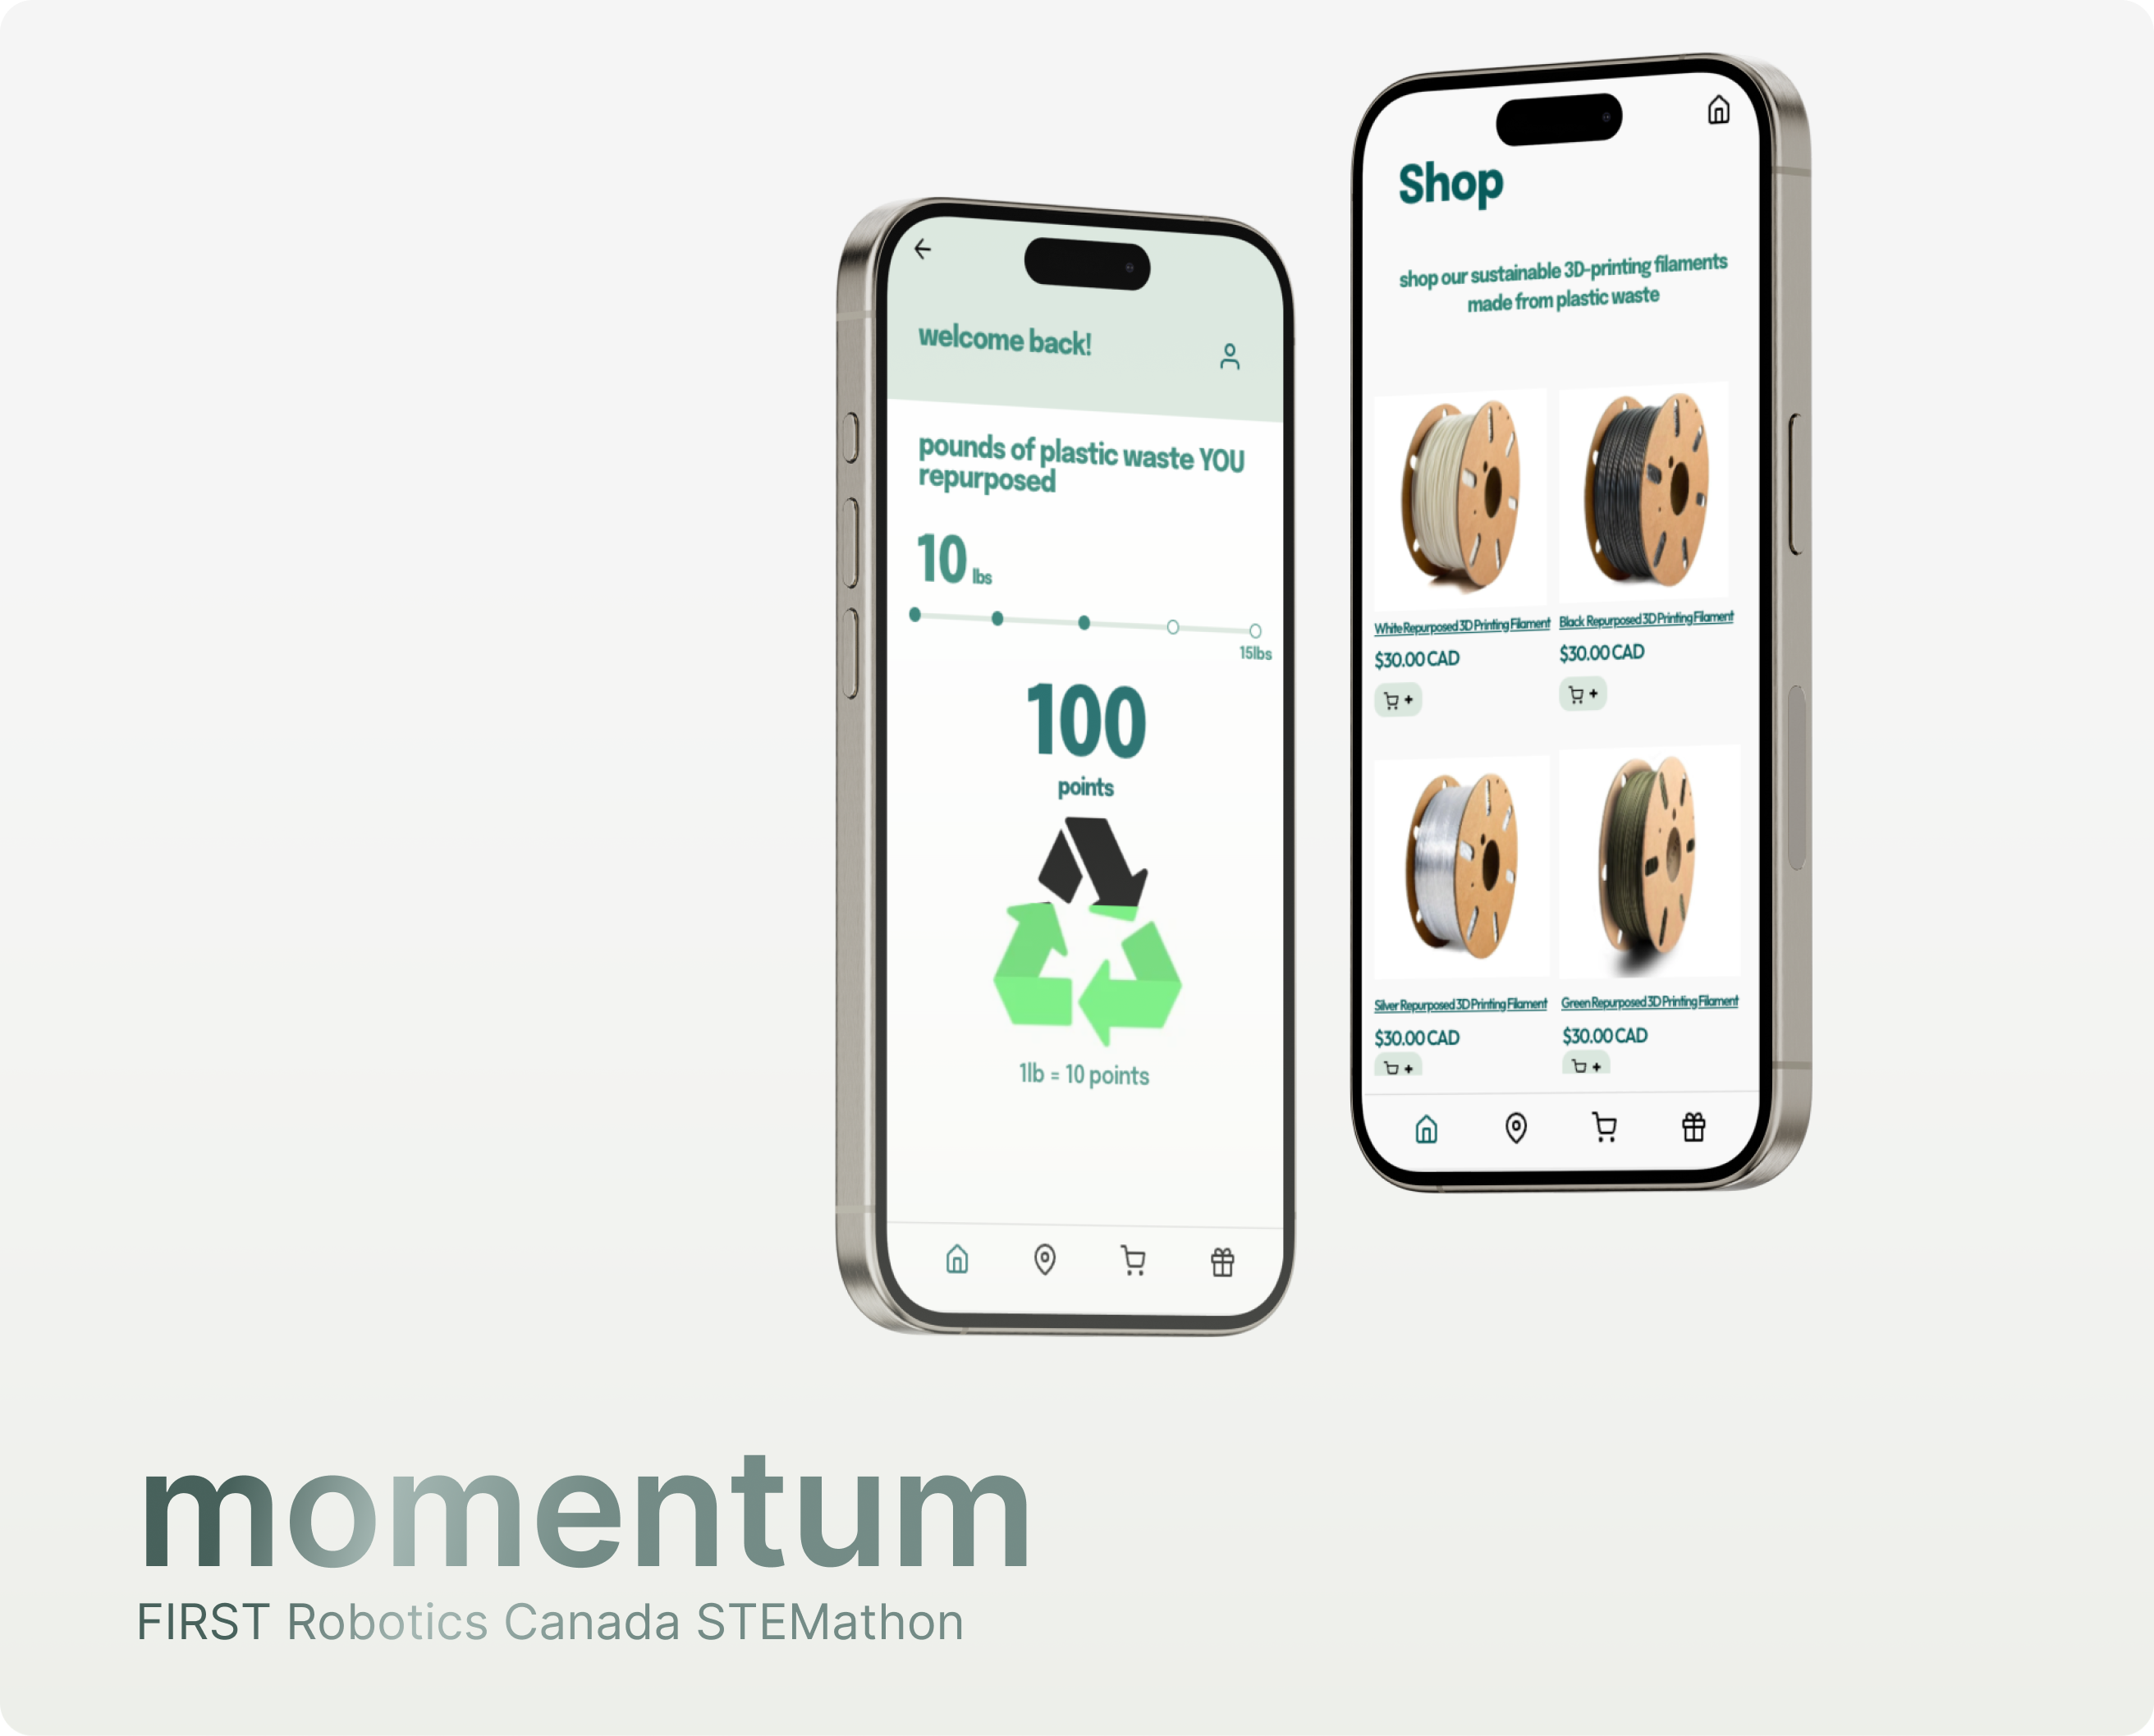 welcome back!
pounds of plastic waste YOU
repurposed
10 lbs
15lbs
100
points
1lb = 10 points
Shop
shop our sustainable 3D-printing filaments
made from plastic waste
White Repurposed 3D Printing Filament
$30.00 CAD
+
Black Repurposed 3D Printing Filament
$30.00 CAD
+
Silver Repurposed 3D Printing Filament
$30.00 CAD
+
Green Repurposed 3D Printing Filament
$30.00 CAD
+
momentum
FIRST Robotics Canada STEMathon